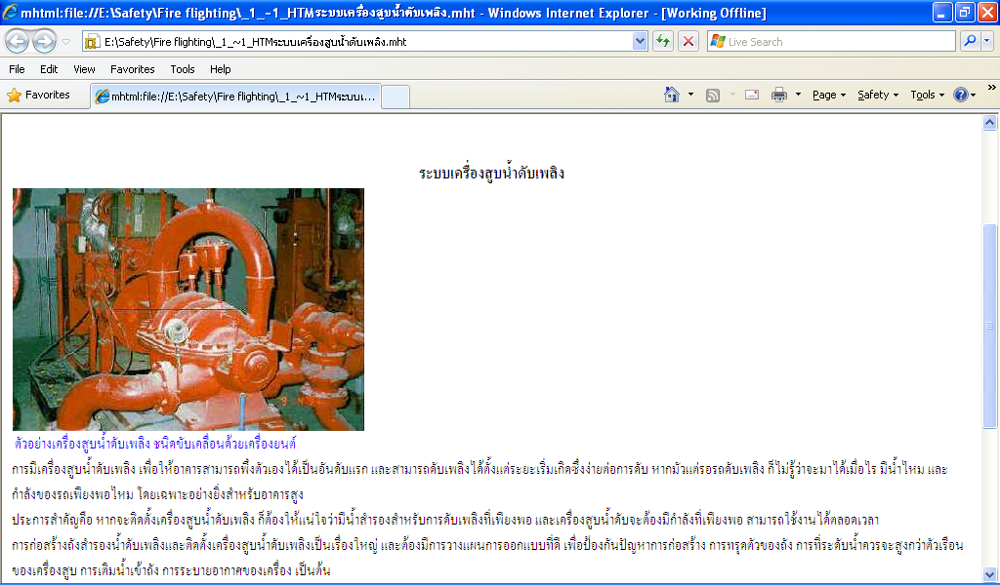 mhtml:file://E:\Safety\Fire flighting\_1_~1_HTMระบบเครื่องสูบน้ำดับเพลิง.mht - Windows Internet Explorer - [Working Offline]
E:\Safety\Fire flighting\_1_~1_HTMระบบเครื่องสูบน้ำดับเพลิง.mht
Live Search
File Edit View Favorites Tools Help
Favorites
mhtml:file://E:\Safety\Fire flighting\_1_~1_HTMระบบเ...
Page Safety Tools
ระบบเครื่องสูบน้ำดับเพลิง
ตัวอย่างเครื่องสูบน้ำดับเพลิง ชนิดขับเคลื่อนด้วยเครื่องยนต์
การมีเครื่องสูบน้ำดับเพลิง เพื่อให้อาคารสามารถพึ่งตัวเองได้เป็นอันดับแรก และสามารถดับเพลิงได้ตั้งแต่ระยะเริ่มเกิดซึ่งง่ายต่อการดับ หากมัวแต่รอรถดับเพลิง ก็ไม่รู้ว่าจะมาได้เมื่อไร มีน้ำไหม และ
กำลังของรถเพียงพอไหม โดยเฉพาะอย่างยิ่งสำหรับอาคารสูง
ประการสำคัญคือ หากจะติดตั้งเครื่องสูบน้ำดับเพลิง ก็ต้องให้แน่ใจว่ามีน้ำสำรองสำหรับการดับเพลิงที่เพียงพอ และเครื่องสูบน้ำดับจะต้องมีกำลังที่เพียงพอ สามารถใช้งานได้ตลอดเวลา
การก่อสร้างถังสำรองน้ำดับเพลิงและติดตั้งเครื่องสูบน้ำดับเพลิงเป็นเรื่องใหญ่ และต้องมีการวางแผนการออกแบบที่ดี เพื่อป้องกันปัญหาการก่อสร้าง การทรุดตัวของถัง การที่ระดับน้ำควรจะสูงกว่าตัวเรือน
ของเครื่องสูบ การเติมน้ำเข้าถัง การระบายอากาศของเครื่อง เป็นต้น